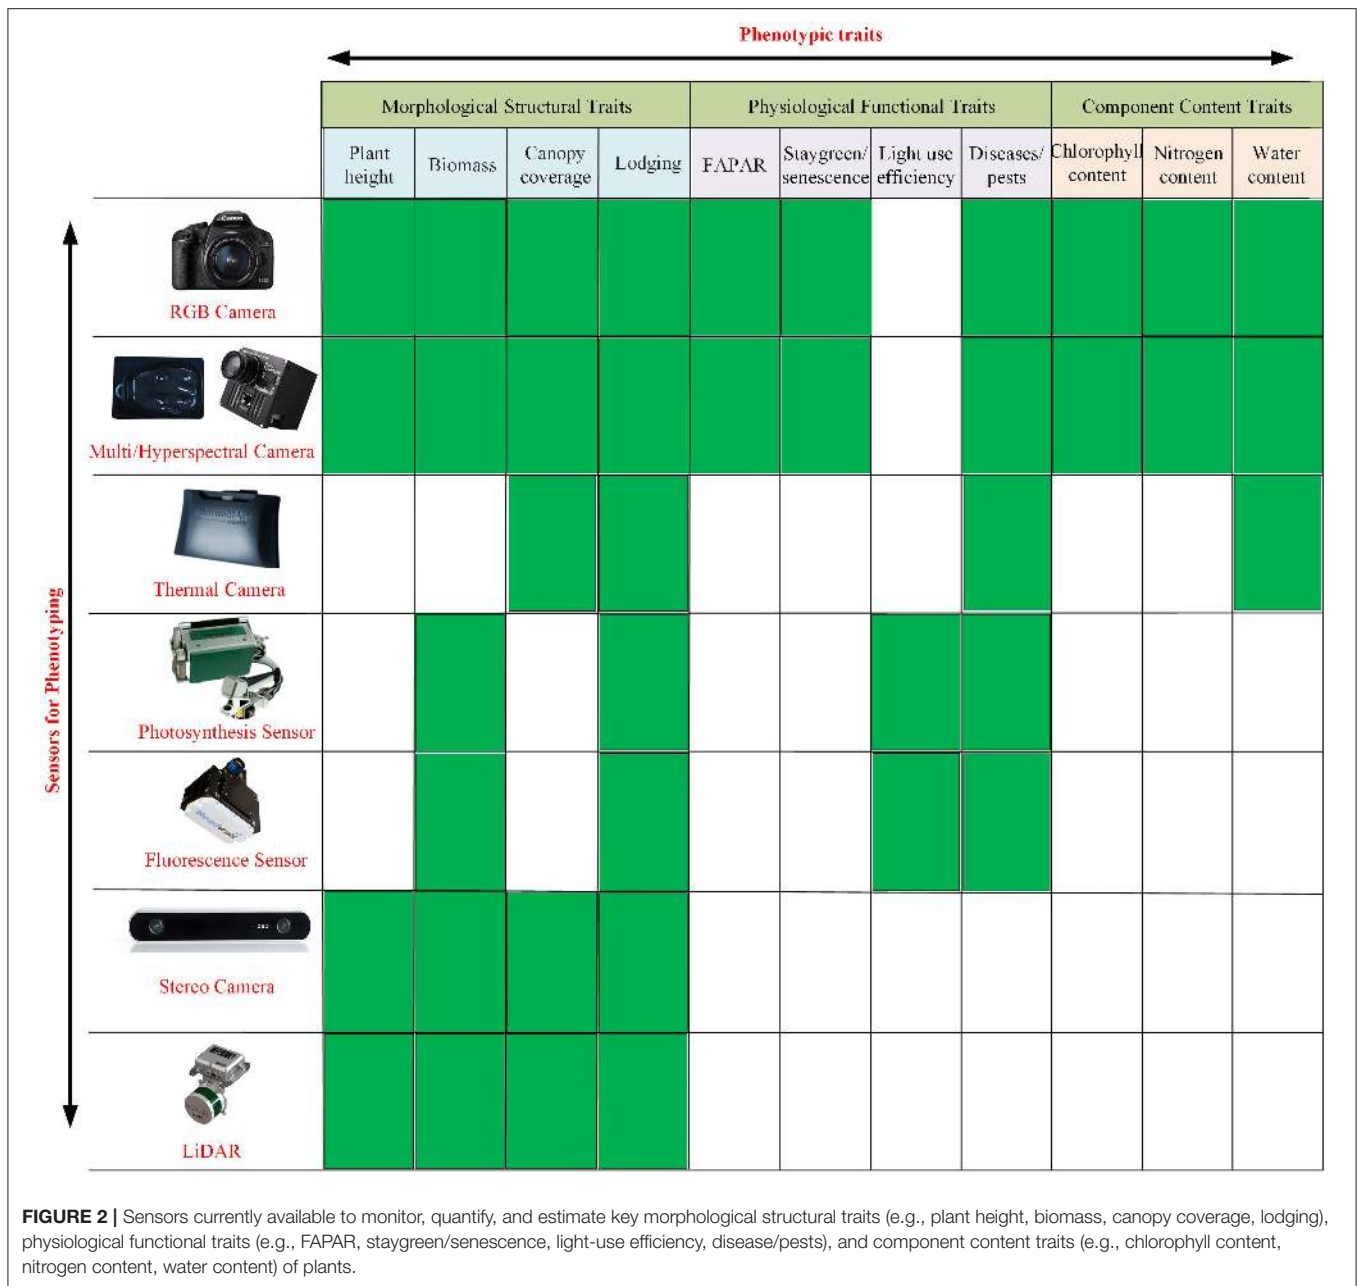 Phenotypic traits
Morphological Structural Traits
Physiological Functional Traits
Component Content Traits
Plant
height
Biomass
Canopy
coverage
Lodging
FAPAR
Staygreen/
senescence
Light use
efficiency
Diseases/
pests
Chlorophyll
content
Nitrogen
content
Water
content
Sensors for Phenotyping
Canon
RGB Camera
Multi/Hyperspectral Camera
Thermal Camera
Photosynthesis Sensor
Fluorescence Sensor
Stereo Camera
LiDAR
FIGURE 2 | Sensors currently available to monitor, quantify, and estimate key morphological structural traits (e.g., plant height, biomass, canopy coverage, lodging),
physiological functional traits (e.g., FAPAR, staygreen/senescence, light-use efficiency, disease/pests), and component content traits (e.g., chlorophyll content,
nitrogen content, water content) of plants.